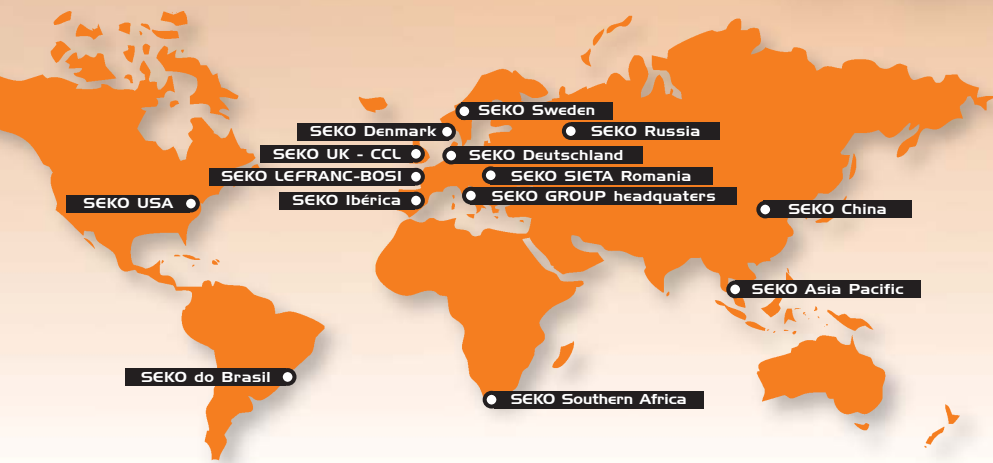 SEKO Sweden
SEKO Denmark
SEKO Russia
SEKO UK - CCL
SEKO Deutschland
SEKO LEFRANC-BOSI
SEKO SIETA Romania
SEKO USA
SEKO Ibérica
SEKO GROUP headquaters
SEKO China
SEKO Asia Pacific
SEKO do Brasil
SEKO Southern Africa